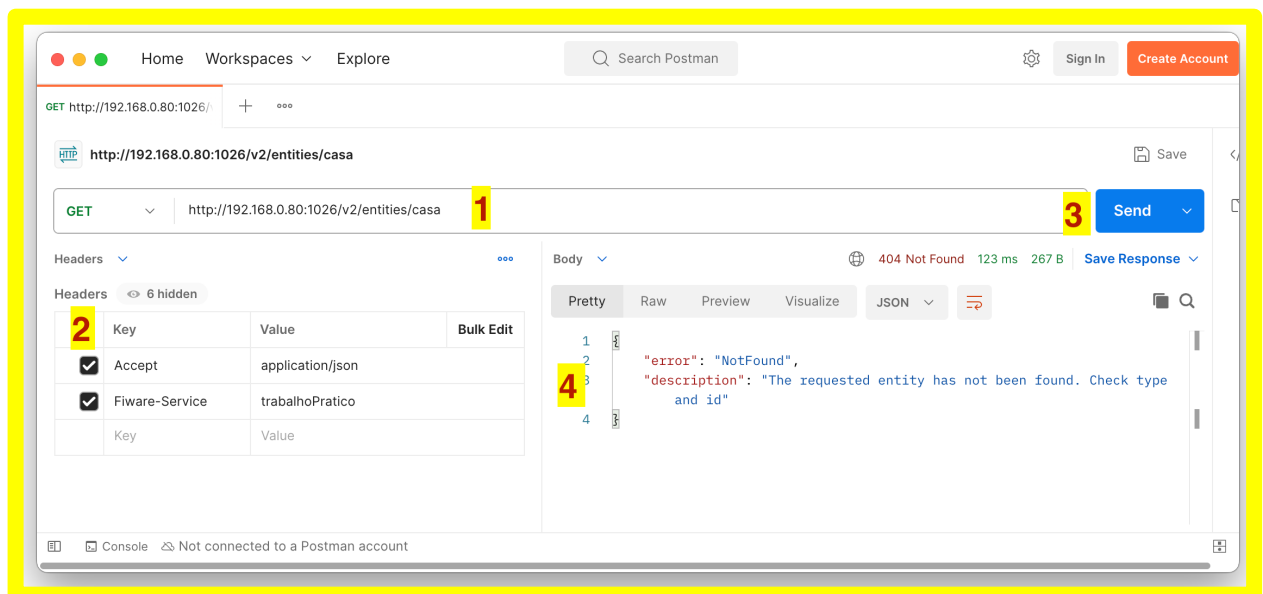 Home Workspaces Explore Search Postman Sign In Create Account
GET http://192.168.0.80:1026/
HTTP http://192.168.0.80:1026/v2/entities/casa Save
GET http://192.168.0.80:1026/v2/entities/casa 1 3 Send
Headers
Headers 6 hidden
2 Key Value Bulk Edit
Accept application/json
Fiware-Service trabalhoPratico
Key Value
Body 404 Not Found 123 ms 267 B Save Response
Pretty Raw Preview Visualize JSON
1 {
2 "error": "NotFound",
4 3 "description": "The requested entity has not been found. Check type
and id"
4 }
Console Not connected to a Postman account